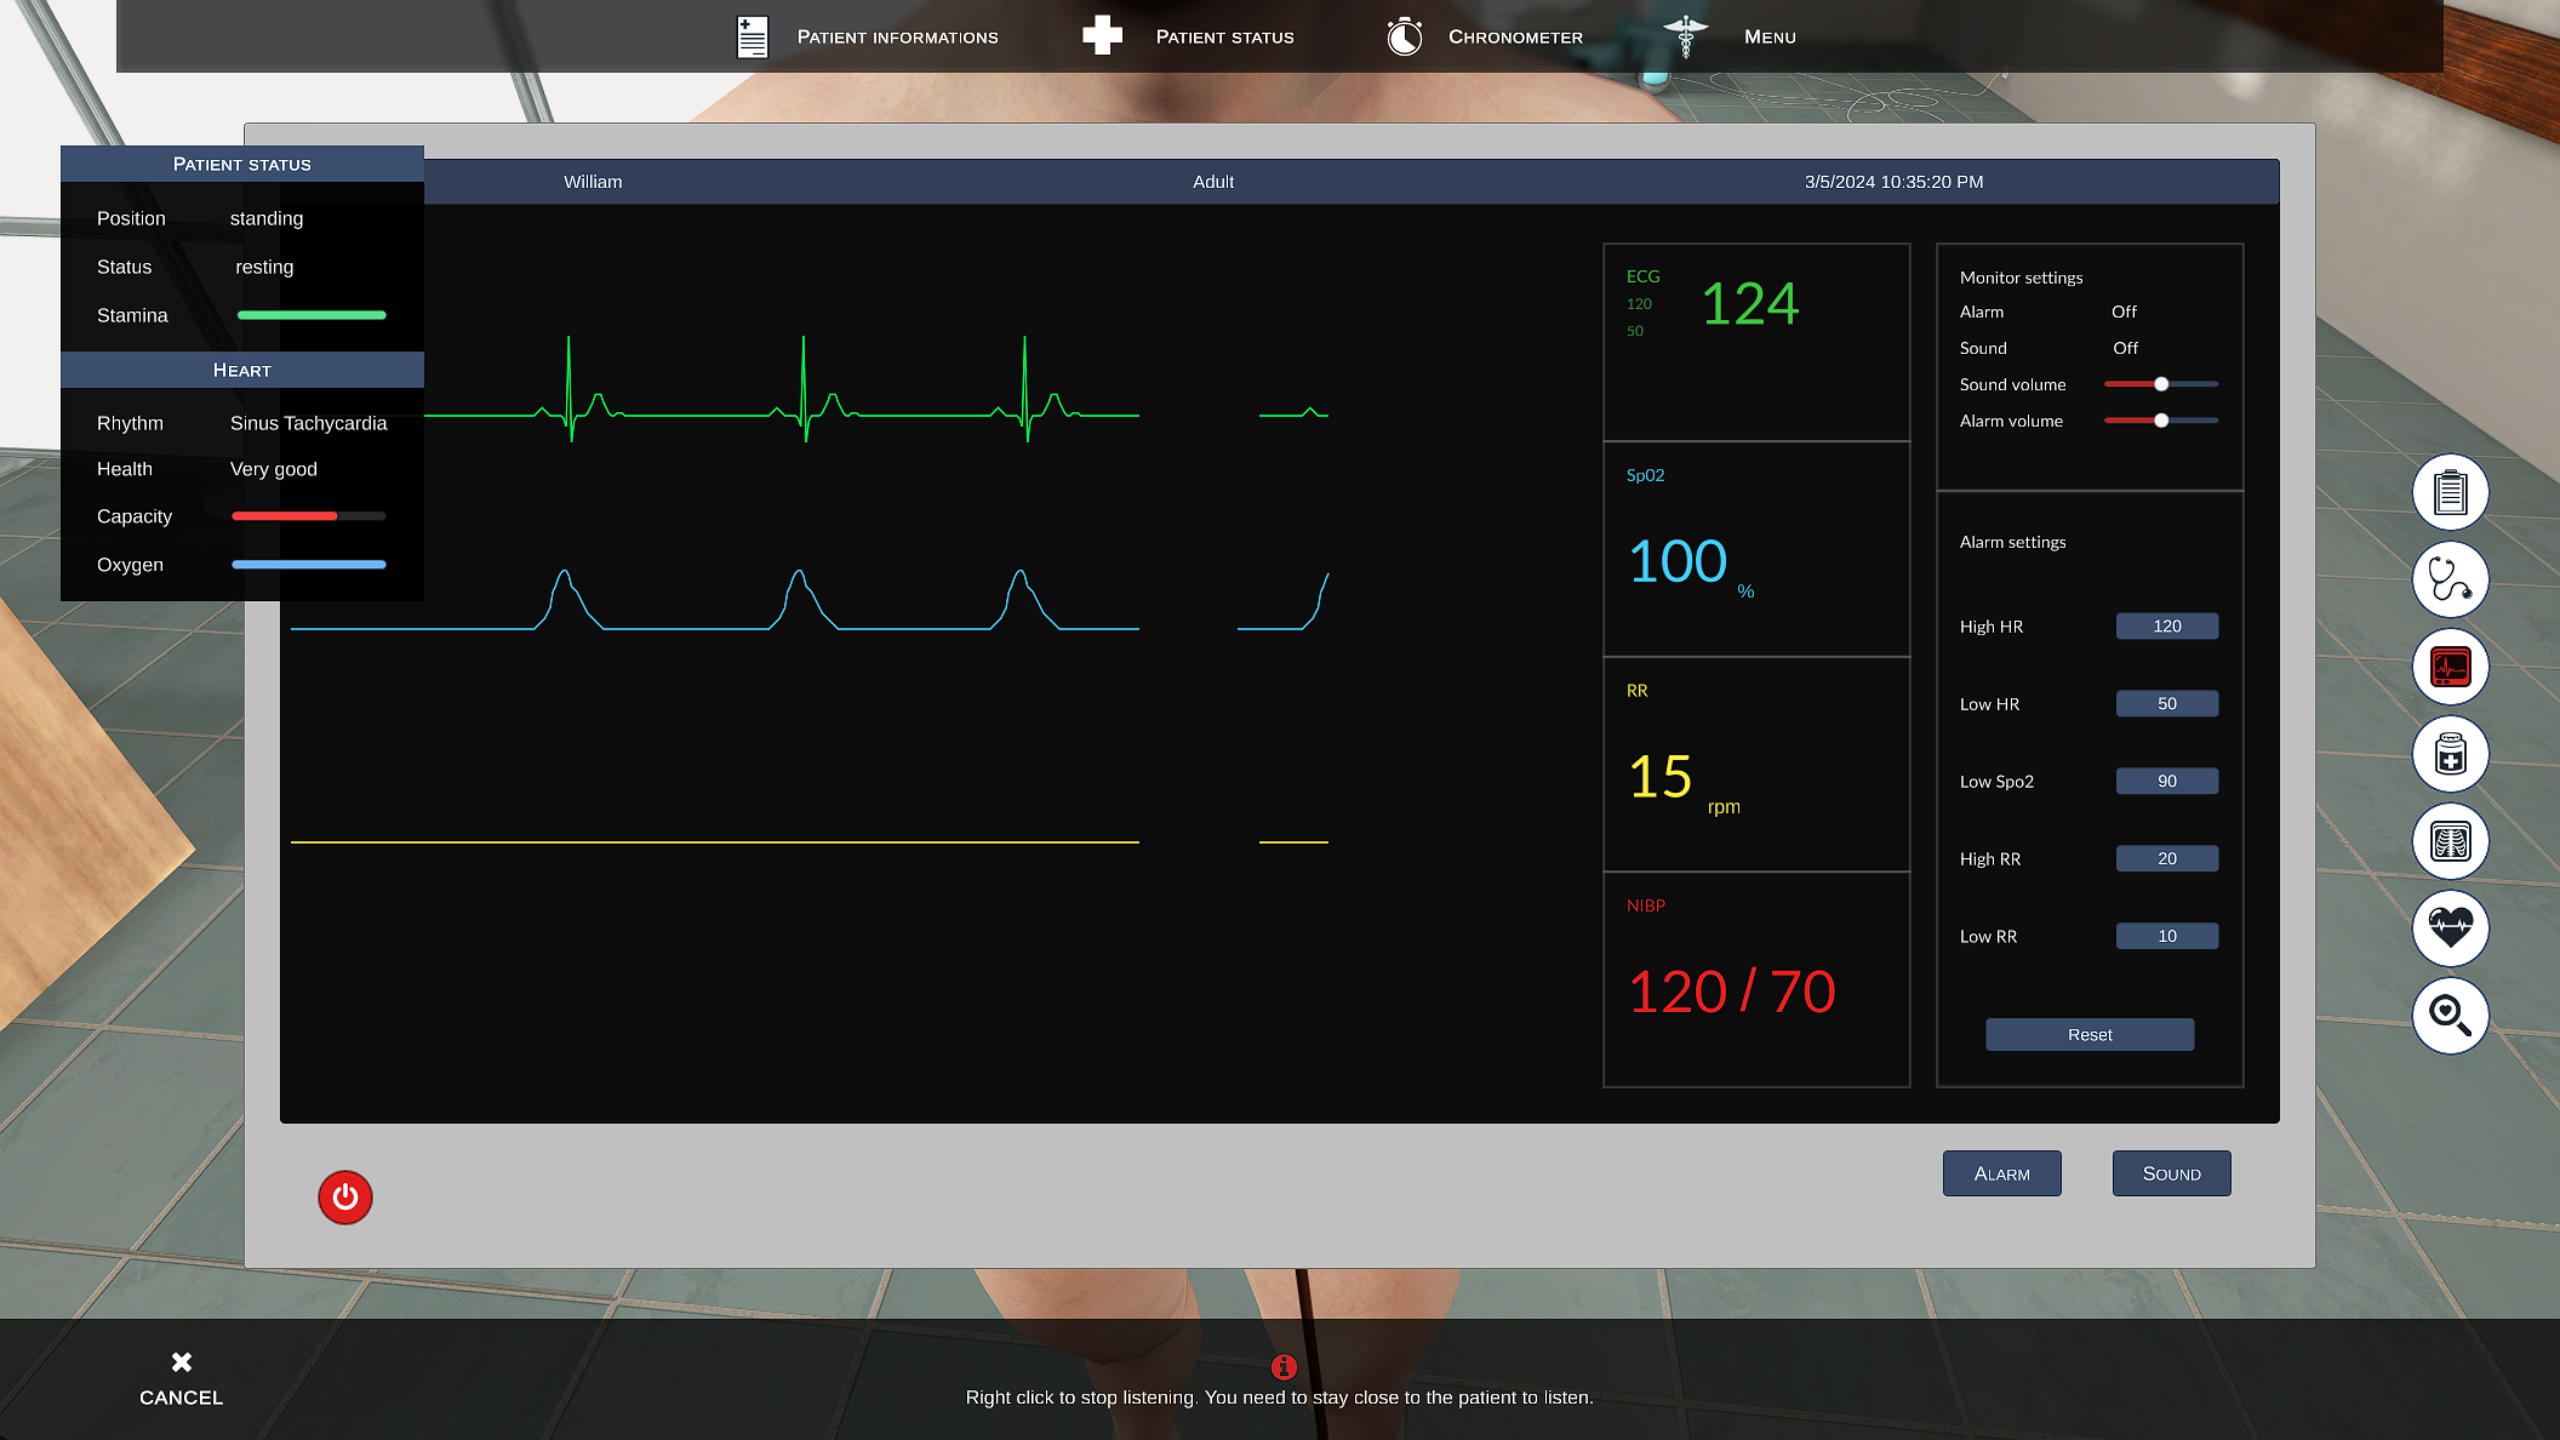 PATIENT INFORMATIONS
PATIENT STATUS
CHRONOMETER
MENU
PATIENT STATUS
Position standing
Status resting
Stamina
HEART
Rhythm Sinus Tachycardia
Health Very good
Capacity
Oxygen
William
Adult
3/5/2024 10:35:20 PM
ECG
120
50
124
Sp02
100
%
RR
15
rpm
NIBP
120 / 70
Monitor settings
Alarm Off
Sound Off
Sound volume
Alarm volume
Alarm settings
High HR 120
Low HR 50
Low Spo2 90
High RR 20
Low RR 10
Reset
ALARM
SOUND
CANCEL
Right click to stop listening. You need to stay close to the patient to listen.